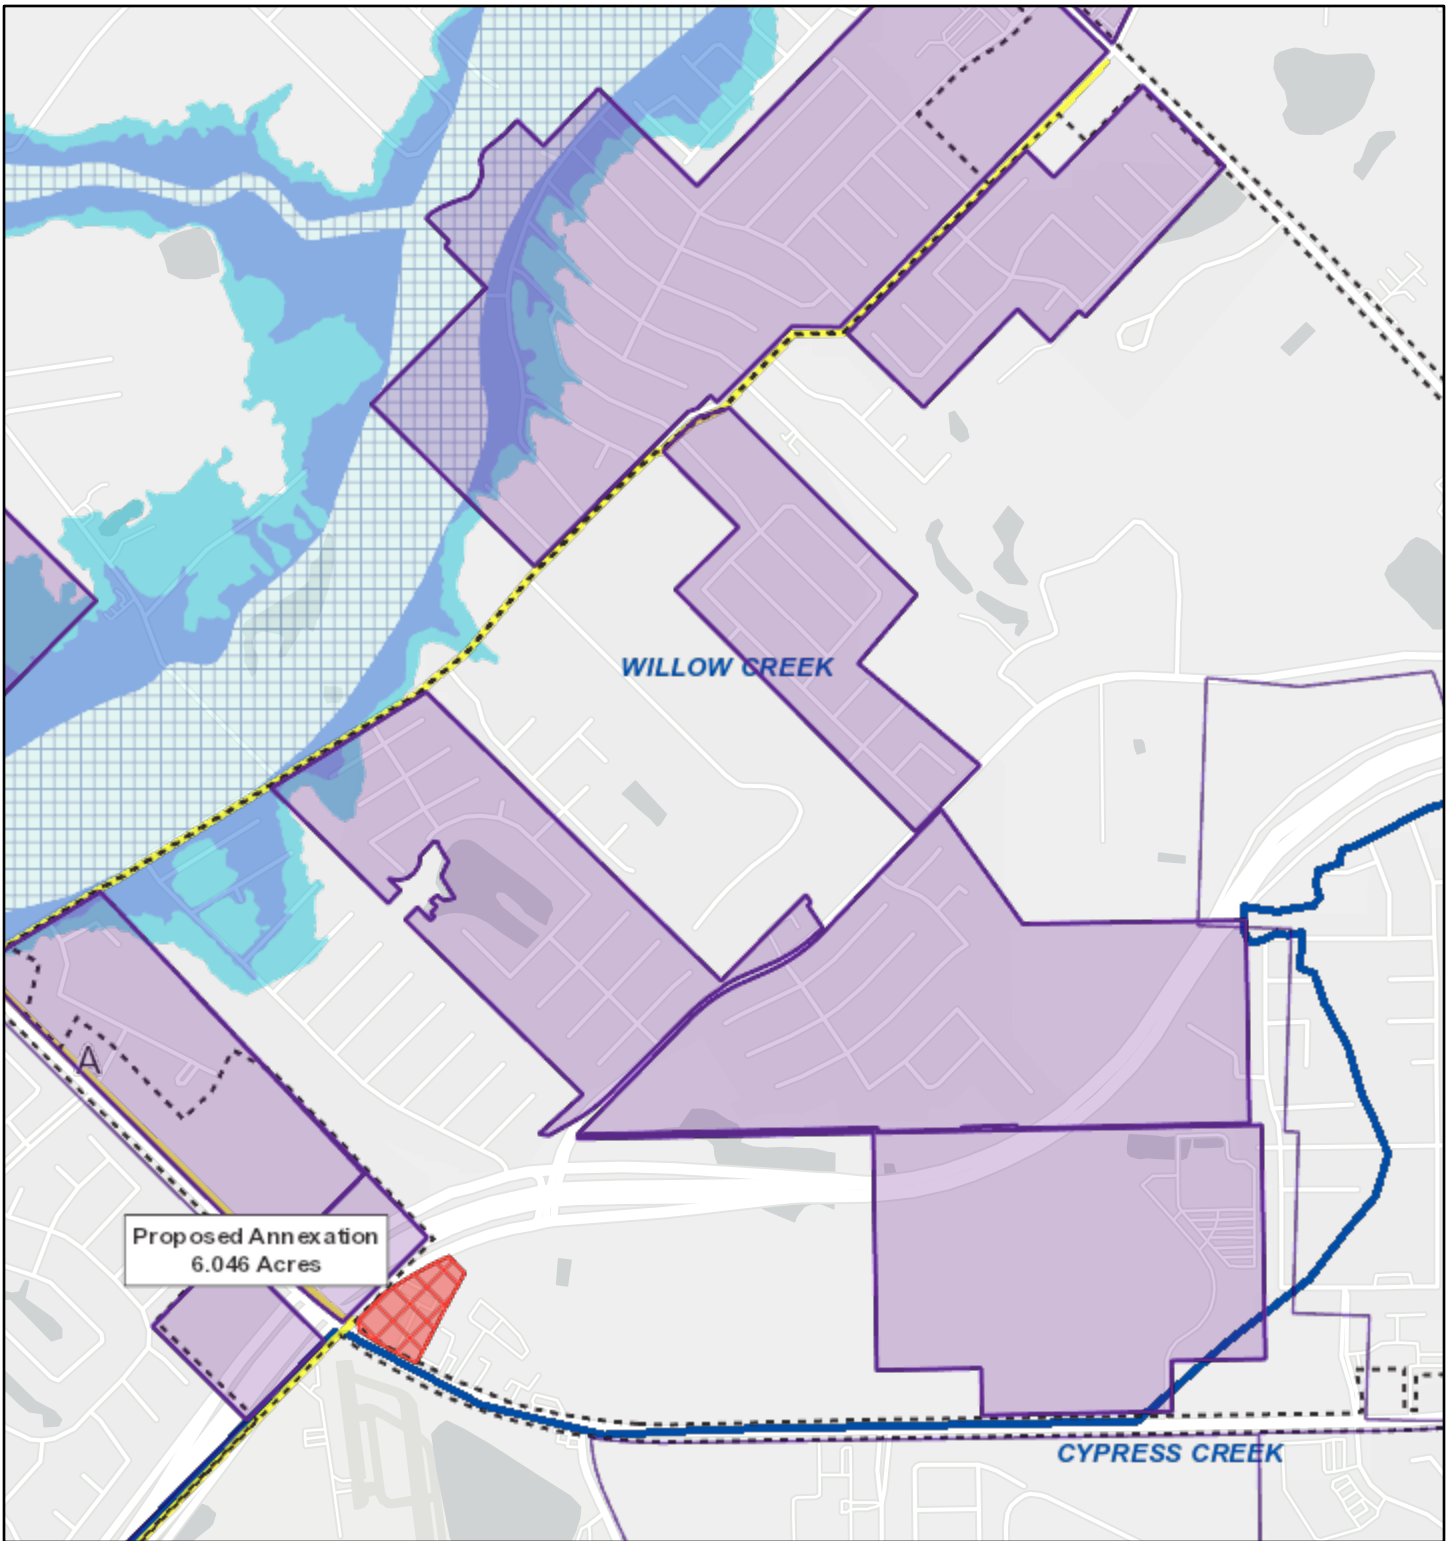 WILLOW CREEK
A
Proposed Annexation
6.046 Acres
CYPRESS CREEK